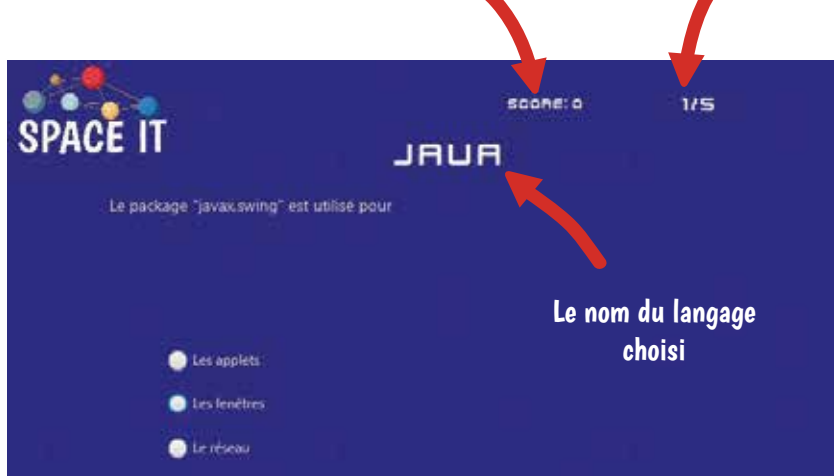 SCORE: 0
1/5
SPACE IT
JAVA
Le package "javax.swing" est utilisé pour
Le nom du langage
choisi
Les applets
Les fenêtres
Le réseau